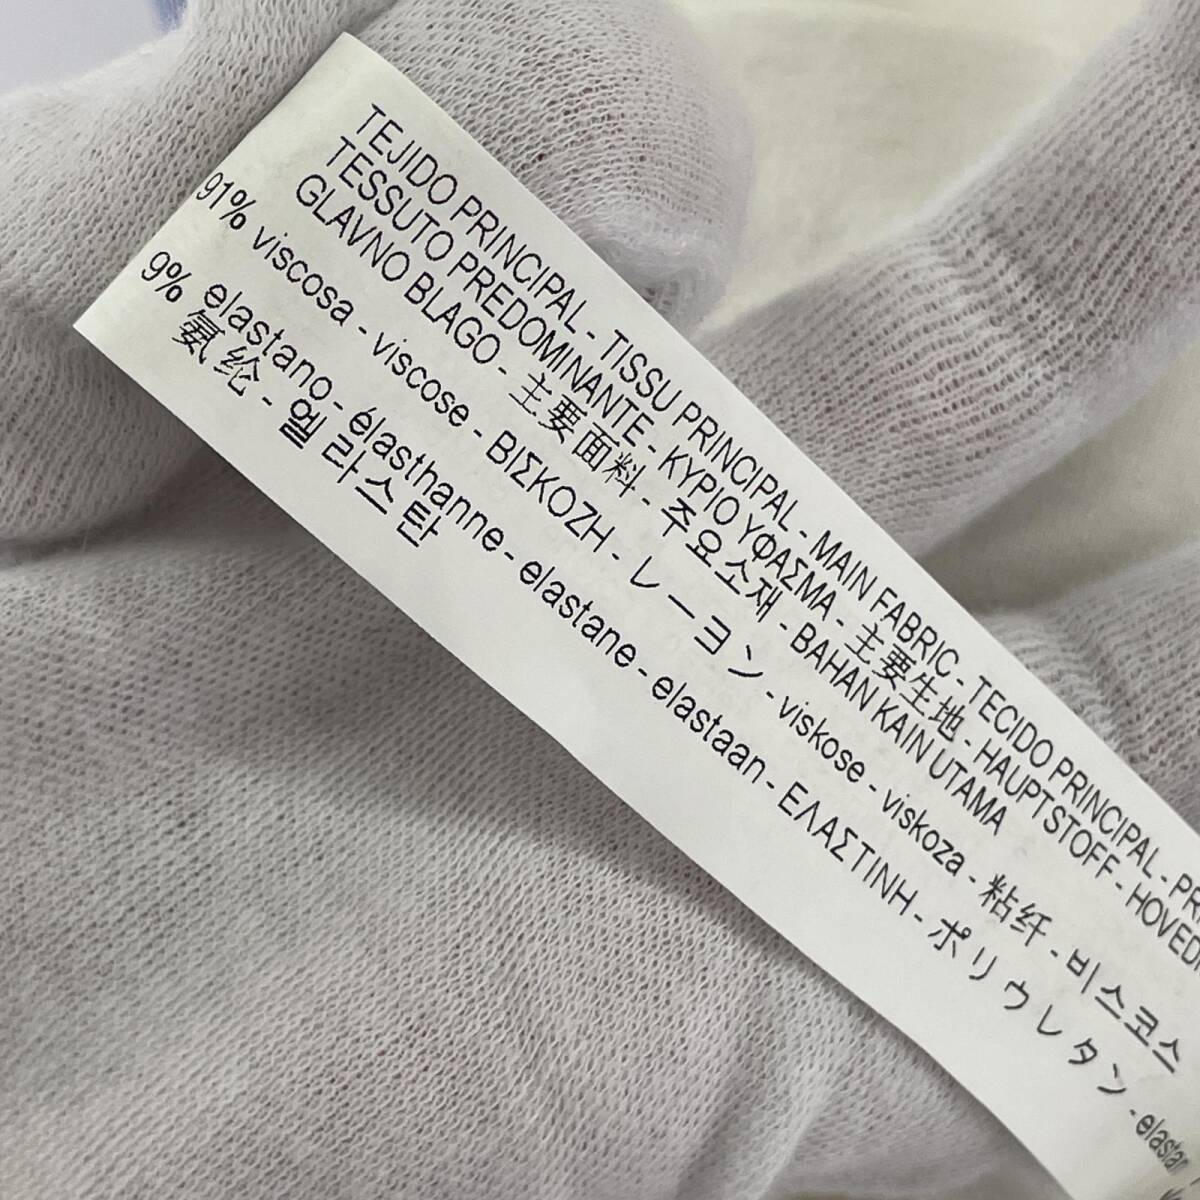 TEJIDO PRINCIPAL - TISSU PRINCIPAL - MAIN FABRIC - TECIDO PRINCIPAL -
TESSUTO PREDOMINANTE - ΚΥΡΙΟ ΥΦΑΣΜΑ - 主要生地 - HAUPTSTOFF -
GLAVNO BLAGO - 主要面料 - 주요소재 - BAHAN KAIN UTAMA
91% viscosa - viscose - ΒΙΣΚΟΖΗ - レーヨン - viskose - viskoza - 粘纤 - 비스코스
9% elastano - élasthanne - elastane - elastaan - ΕΛΑΣΤΙΝΗ - ポリウレタン -
氨纶 - 엘라스탄